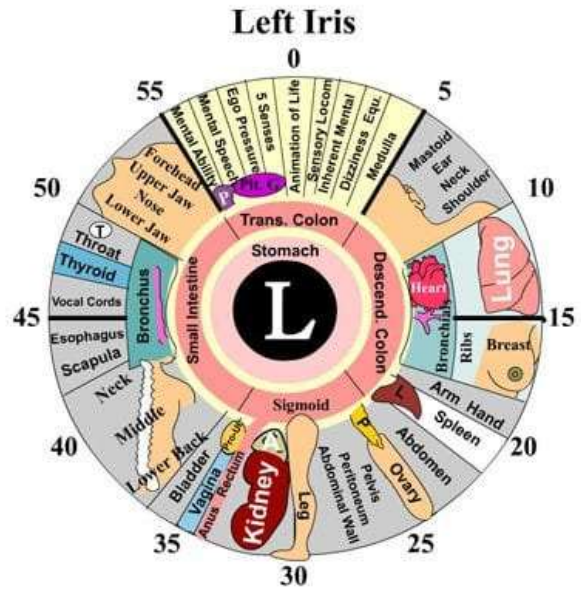 Left Iris
0
5
10
15
20
25
30
35
40
45
50
55
Mental Ability
Mental Speech
Ego Pressure
5 Senses
Animation of Life
Sensory Locom
Inherent Mental
Dizziness Equ.
Medulla
P
Pit. G
Mastoid
Ear
Neck
Shoulder
Lung
Heart
Bronchials
Ribs
Breast
Arm Hand
L
Spleen
Abdomen
P
Ovary
Pelvis
Peritoneum
Abdominal Wall
Leg
A
Kidney
Anus Rectum
Vagina
Pro-Ut
Bladder
Lower Back
Middle
Neck
Scapula
Esophagus
Vocal Cords
Bronchus
Thyroid
Throat
T
Forehead
Upper Jaw
Nose
Lower Jaw
Trans. Colon
Descend. Colon
Sigmoid
Small Intestine
Stomach
L